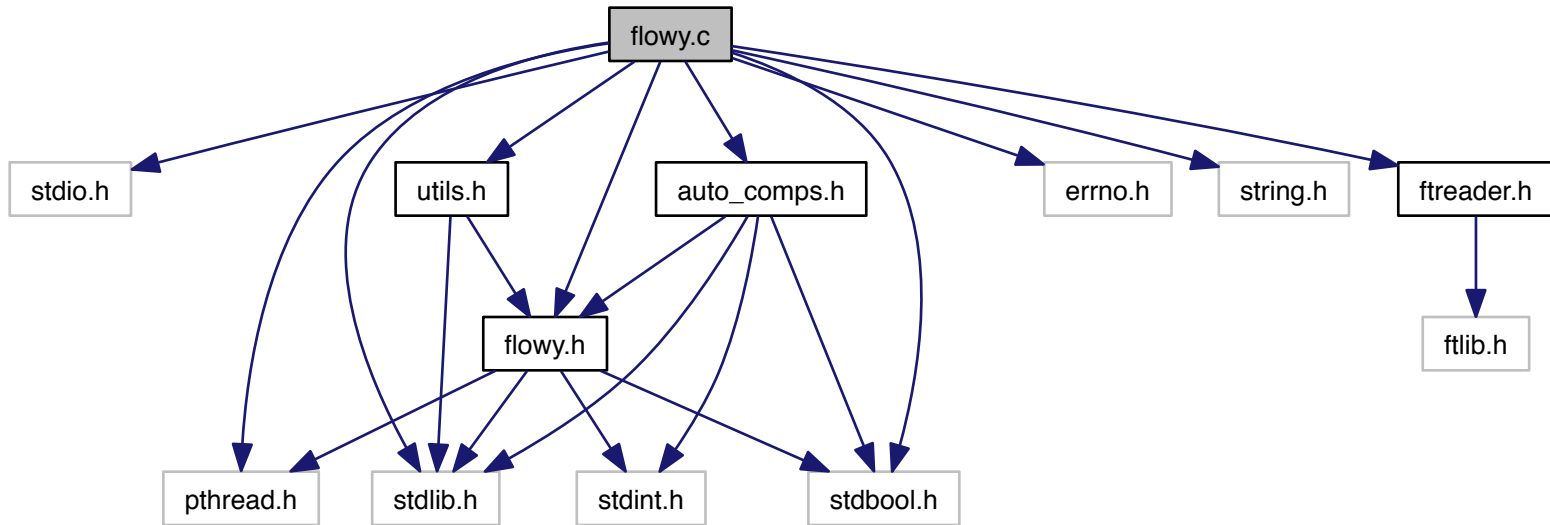 flowy.c
stdio.h
utils.h
auto_comps.h
errno.h
string.h
ftreader.h
flowy.h
ftlib.h
pthread.h
stdlib.h
stdint.h
stdbool.h